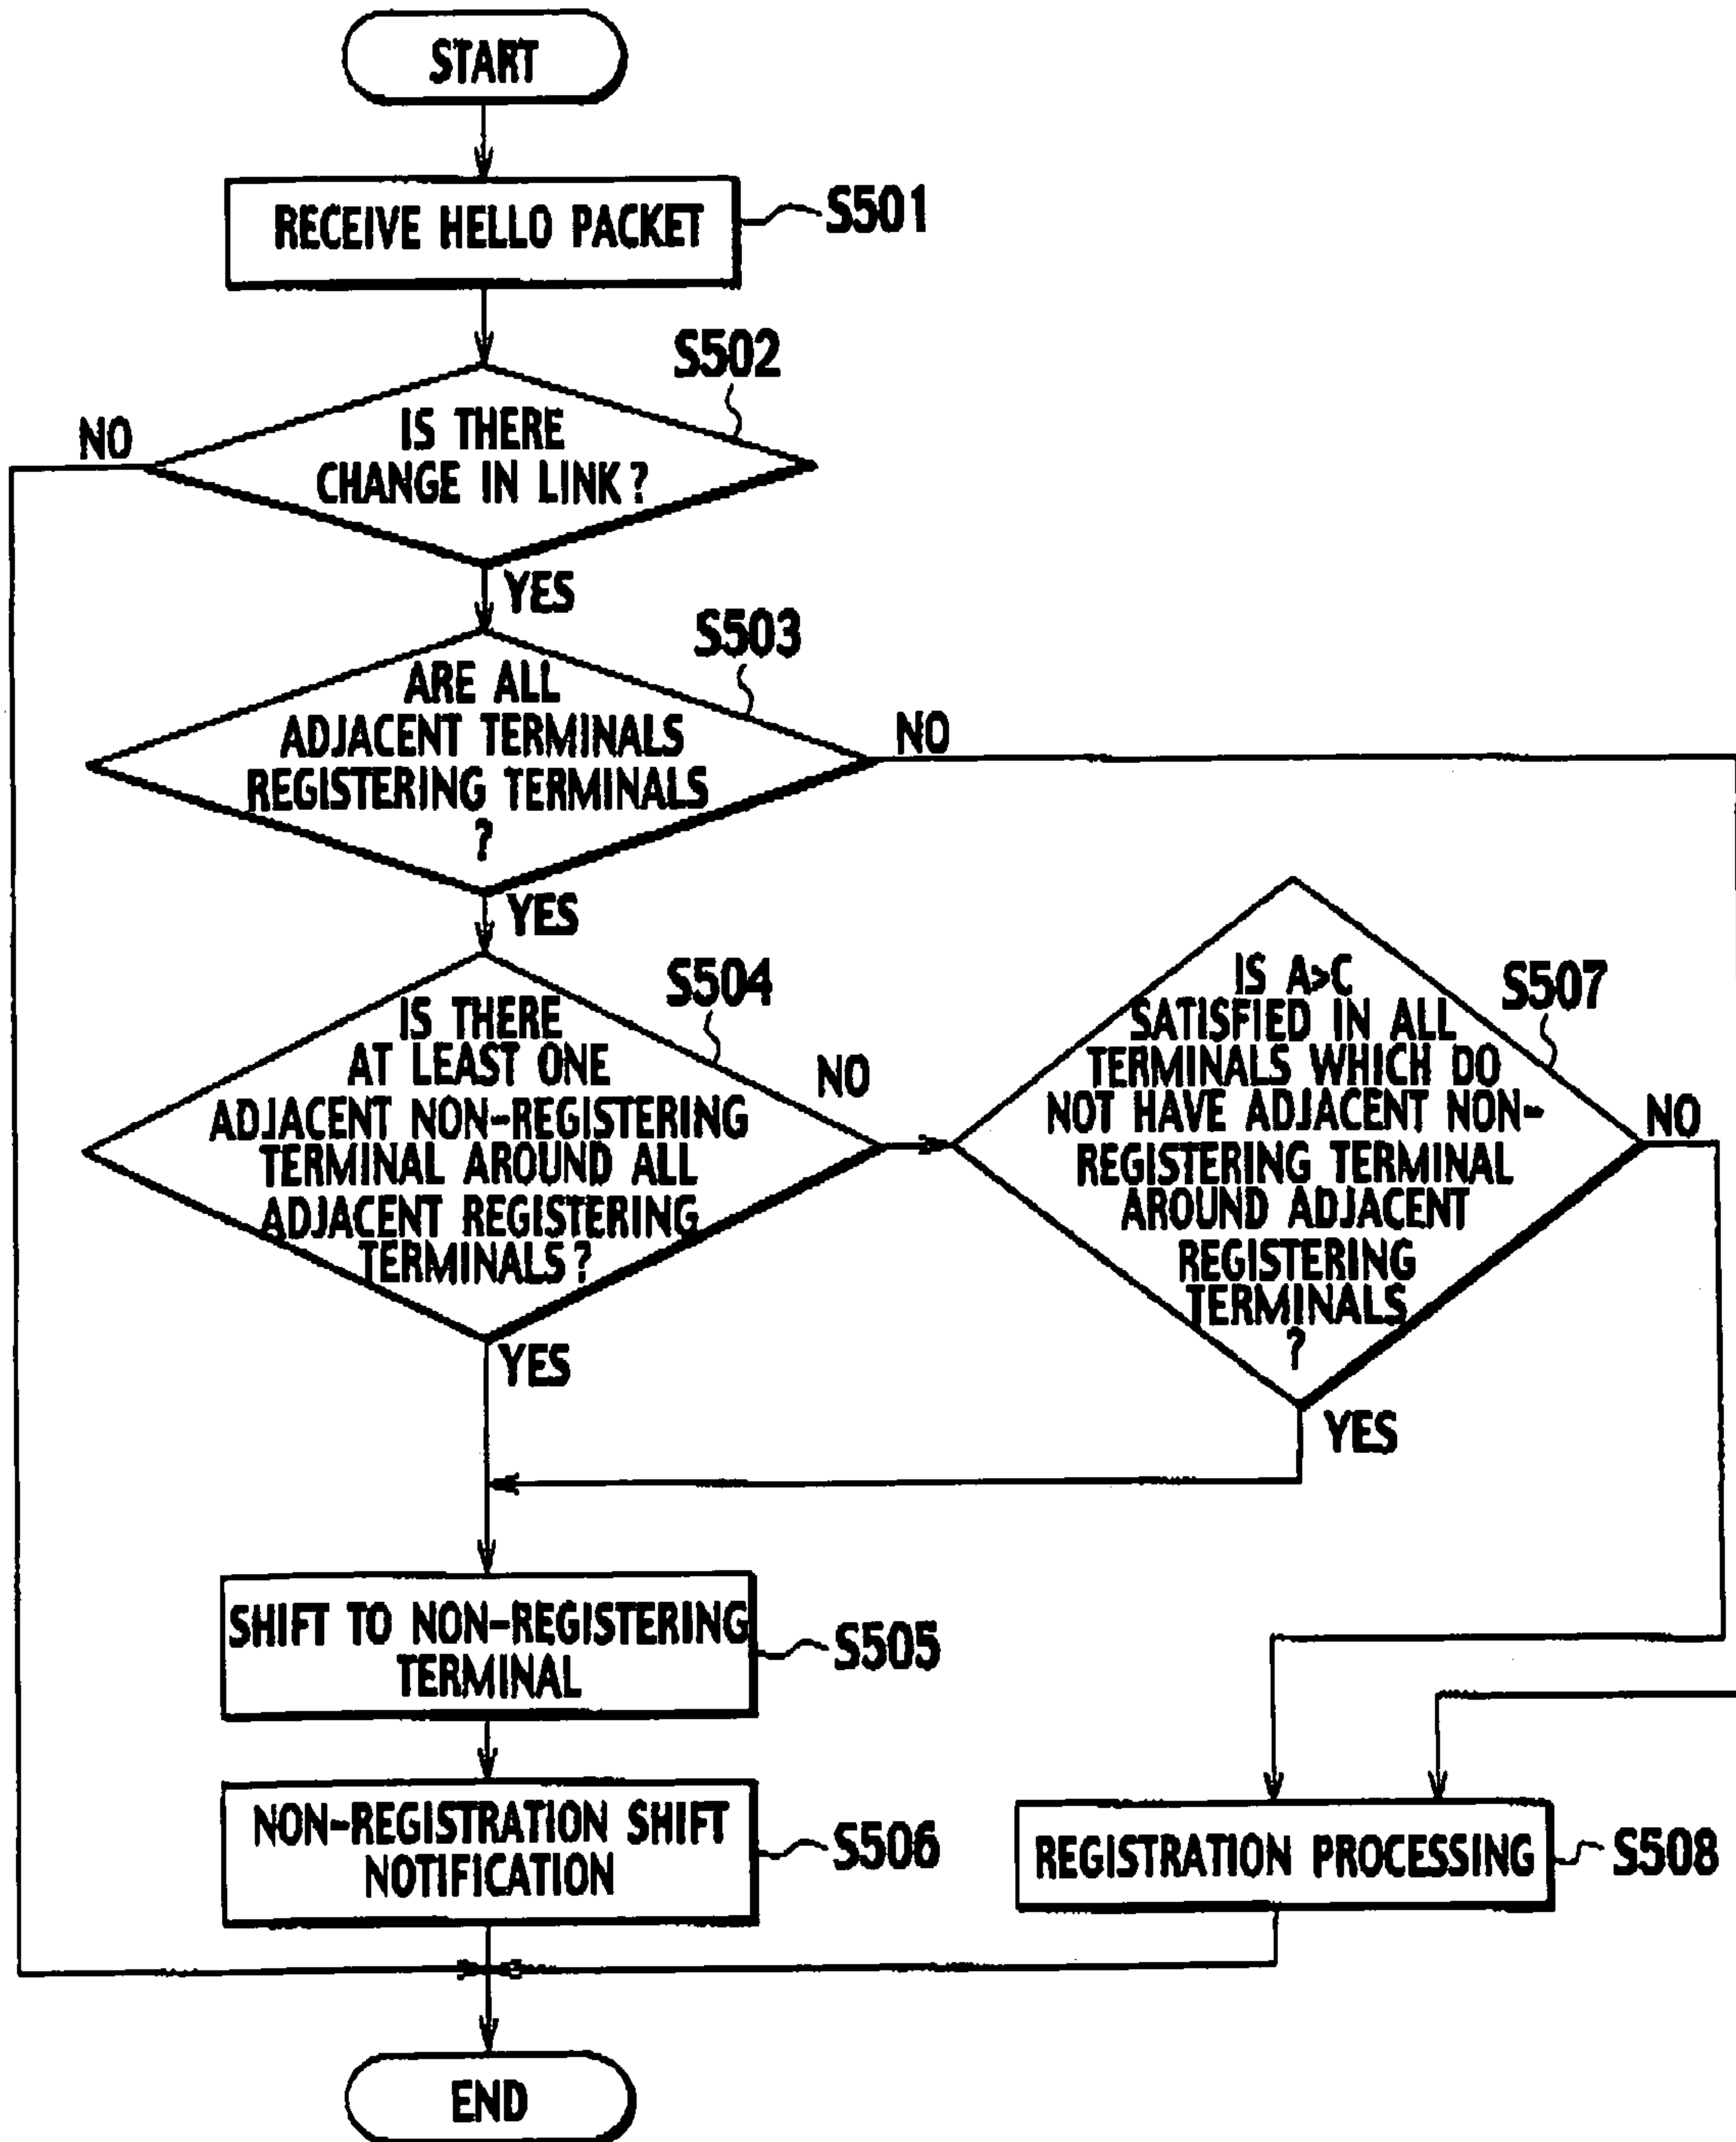 START
RECEIVE HELLO PACKET
S501
S502
IS THERE
CHANGE IN LINK?
NO
YES
S503
ARE ALL
ADJACENT TERMINALS
REGISTERING TERMINALS
?
NO
YES
S504
IS THERE
AT LEAST ONE
ADJACENT NON-REGISTERING
TERMINAL AROUND ALL
ADJACENT REGISTERING
TERMINALS?
NO
YES
S507
IS A>C
SATISFIED IN ALL
TERMINALS WHICH DO
NOT HAVE ADJACENT NON-
REGISTERING TERMINAL
AROUND ADJACENT
REGISTERING
TERMINALS
?
NO
YES
SHIFT TO NON-REGISTERING
TERMINAL
S505
NON-REGISTRATION SHIFT
NOTIFICATION
S506
REGISTRATION PROCESSING
S508
END